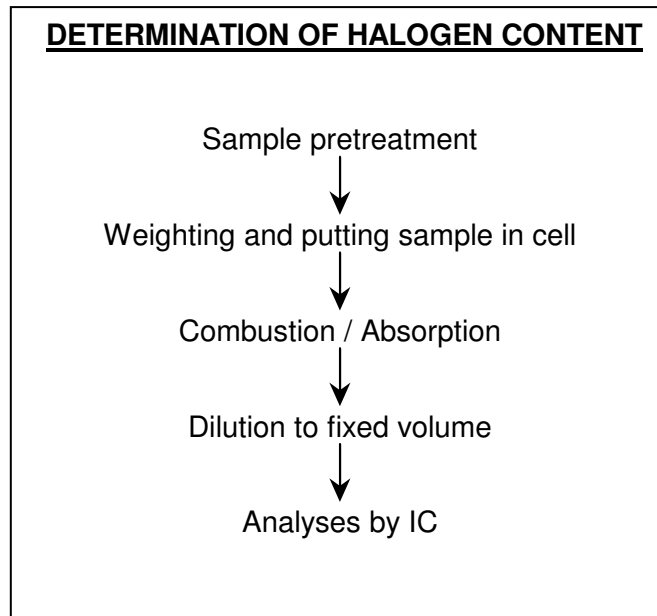 DETERMINATION OF HALOGEN CONTENT
Sample pretreatment
Weighting and putting sample in cell
Combustion / Absorption
Dilution to fixed volume
Analyses by IC